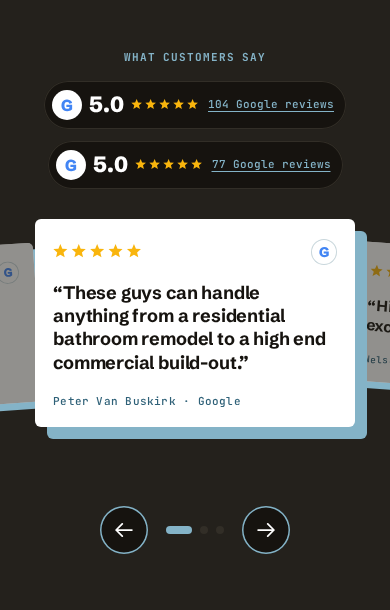 WHAT CUSTOMERS SAY
G 5.0 ★★★★★ 104 Google reviews
G 5.0 ★★★★★ 77 Google reviews
★★★★★ G
G
“These guys can handle
anything from a residential
bathroom remodel to a high end
commercial build-out.”
Peter Van Buskirk · Google